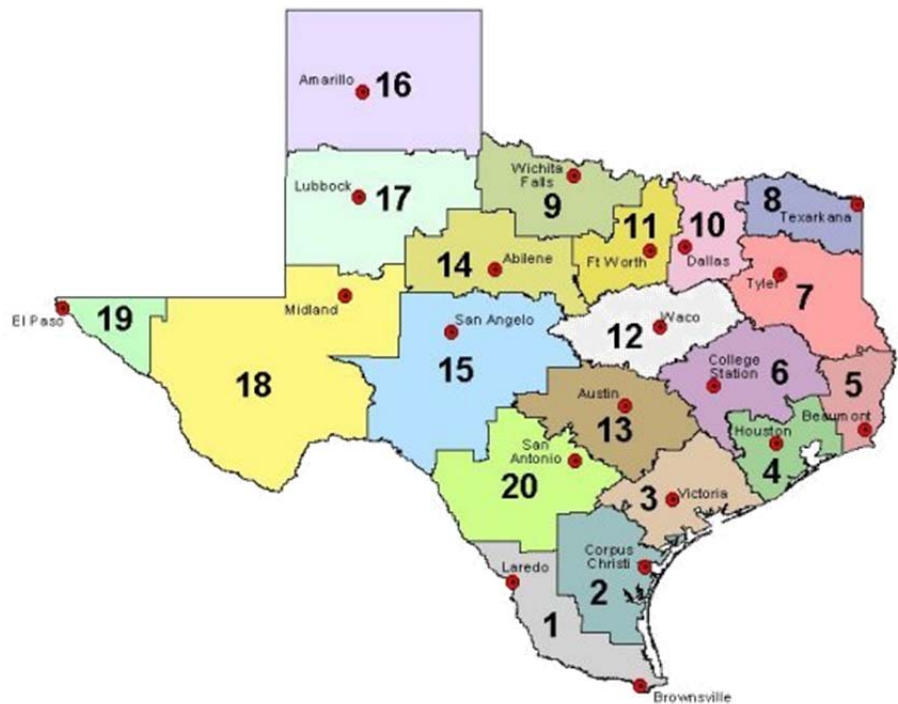 Amarillo 16
Lubbock 17
Wichita
Falls
9
8
Texarkana
11
10
Ft Worth
Dallas
14
Abilene
Tyler
7
Midland
El Paso
19
San Angelo
Waco
12
18
15
College
Station
6
5
Austin
13
Beaumont
Houston
4
San
Antonio
20
3
Victoria
Corpus
Christi
2
Laredo
1
Brownsville